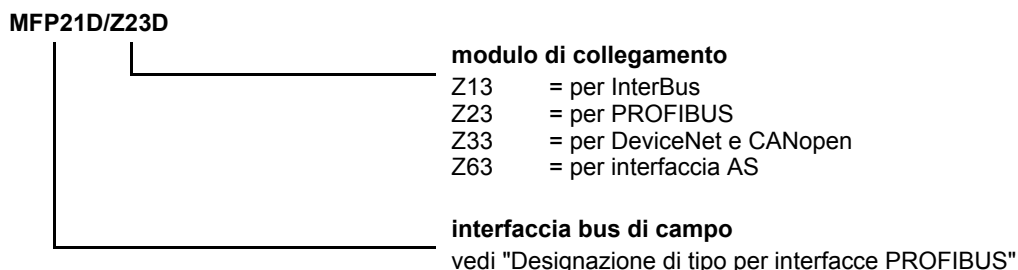 MFP21D/Z23D
modulo di collegamento
Z13 = per InterBus
Z23 = per PROFIBUS
Z33 = per DeviceNet e CANopen
Z63 = per interfaccia AS
interfaccia bus di campo
vedi "Designazione di tipo per interfacce PROFIBUS"